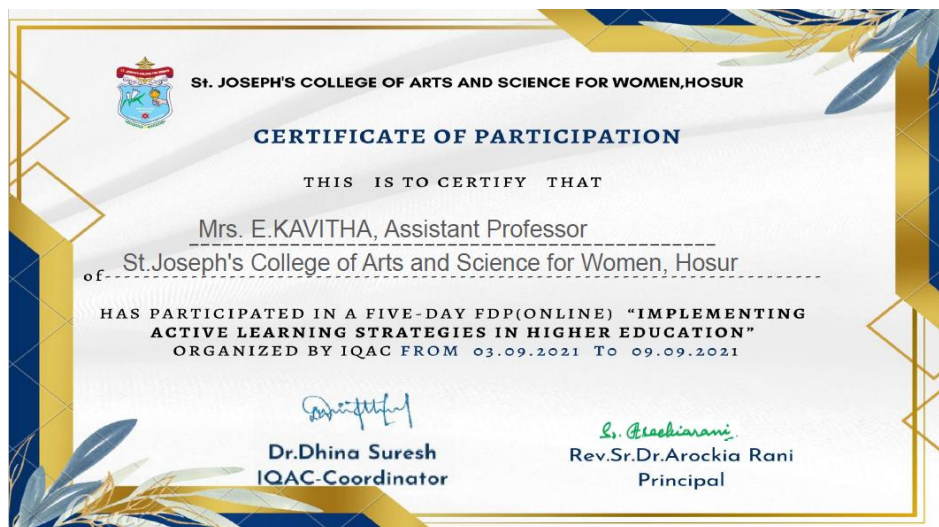 St. JOSEPH'S COLLEGE OF ARTS AND SCIENCE FOR WOMEN,HOSUR
CERTIFICATE OF PARTICIPATION
THIS IS TO CERTIFY THAT
Mrs. E.KAVITHA, Assistant Professor
of St.Joseph's College of Arts and Science for Women, Hosur
HAS PARTICIPATED IN A FIVE-DAY FDP(ONLINE) “IMPLEMENTING
ACTIVE LEARNING STRATEGIES IN HIGHER EDUCATION”
ORGANIZED BY IQAC FROM 03.09.2021 To 09.09.2021
Dr.Dhina Suresh
IQAC-Coordinator
Rev.Sr.Dr.Arockia Rani
Principal